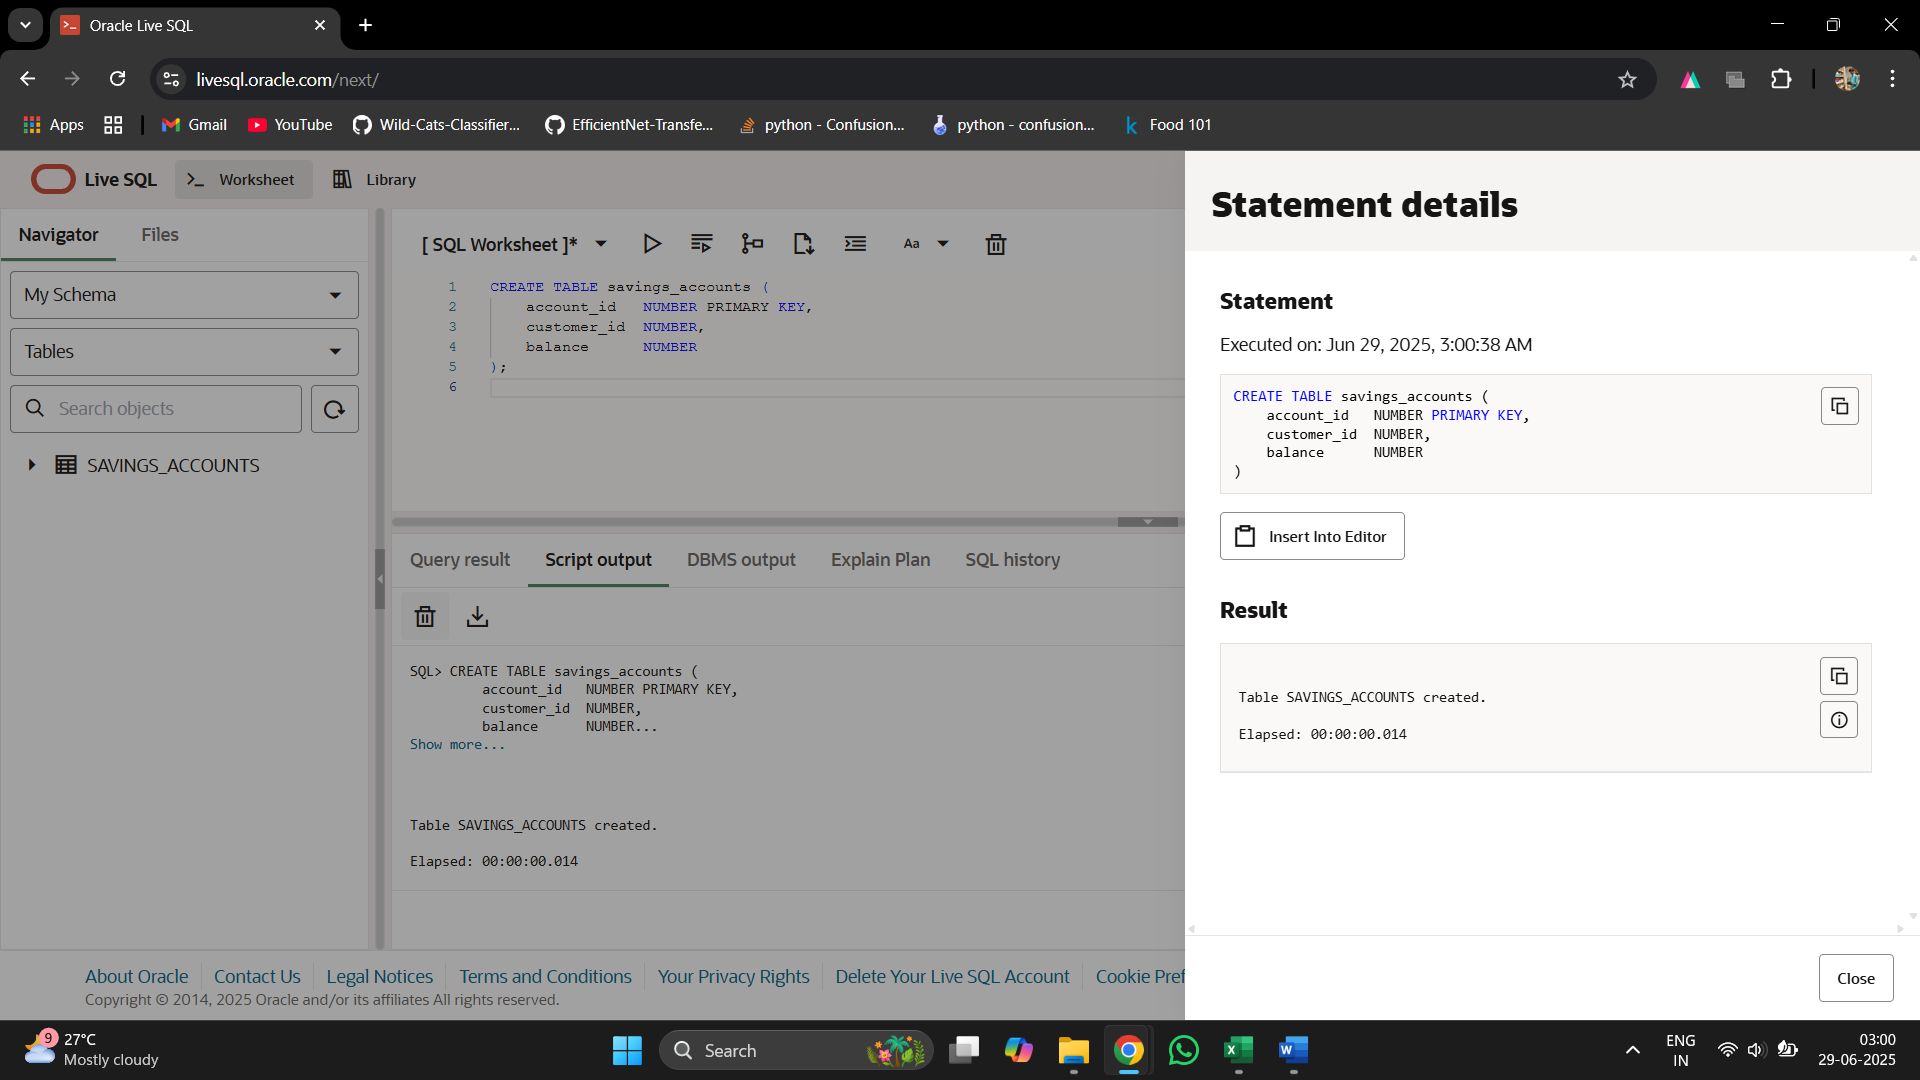 Oracle Live SQL
livesql.oracle.com/next/
Apps
Gmail
YouTube
Wild-Cats-Classifier...
EfficientNet-Transfe...
python - Confusion...
python - confusion...
k Food 101
Live SQL
>_ Worksheet
Library
Navigator
Files
My Schema
Tables
Search objects
SAVINGS_ACCOUNTS
[ SQL Worksheet ]*
Aa
1 CREATE TABLE savings_accounts (
2 account_id NUMBER PRIMARY KEY,
3 customer_id NUMBER,
4 balance NUMBER
5 );
6
Query result
Script output
DBMS output
Explain Plan
SQL history
SQL> CREATE TABLE savings_accounts (
account_id NUMBER PRIMARY KEY,
customer_id NUMBER,
balance NUMBER...
Show more...
Table SAVINGS_ACCOUNTS created.
Elapsed: 00:00:00.014
Statement details
Statement
Executed on: Jun 29, 2025, 3:00:38 AM
CREATE TABLE savings_accounts (
account_id NUMBER PRIMARY KEY,
customer_id NUMBER,
balance NUMBER
)
Insert Into Editor
Result
Table SAVINGS_ACCOUNTS created.
Elapsed: 00:00:00.014
Close
About Oracle
Contact Us
Legal Notices
Terms and Conditions
Your Privacy Rights
Delete Your Live SQL Account
Cookie Pref
Copyright © 2014, 2025 Oracle and/or its affiliates All rights reserved.
9
27°C
Mostly cloudy
Search
ENG
IN
03:00
29-06-2025